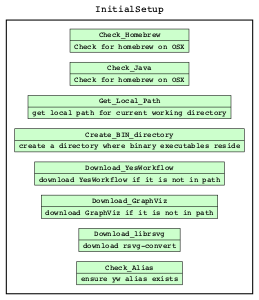 InitialSetup
Check_Homebrew
Check for homebrew on OSX
Check_Java
Check for homebrew on OSX
Get_Local_Path
get local path for current working directory
Create_BIN_directory
create a directory where binary executables reside
Download_YesWorkflow
download YesWorkflow if it is not in path
Download_GraphViz
download GraphViz if it is not in path
Download_librsvg
download rsvg-convert
Check_Alias
ensure yw alias exists